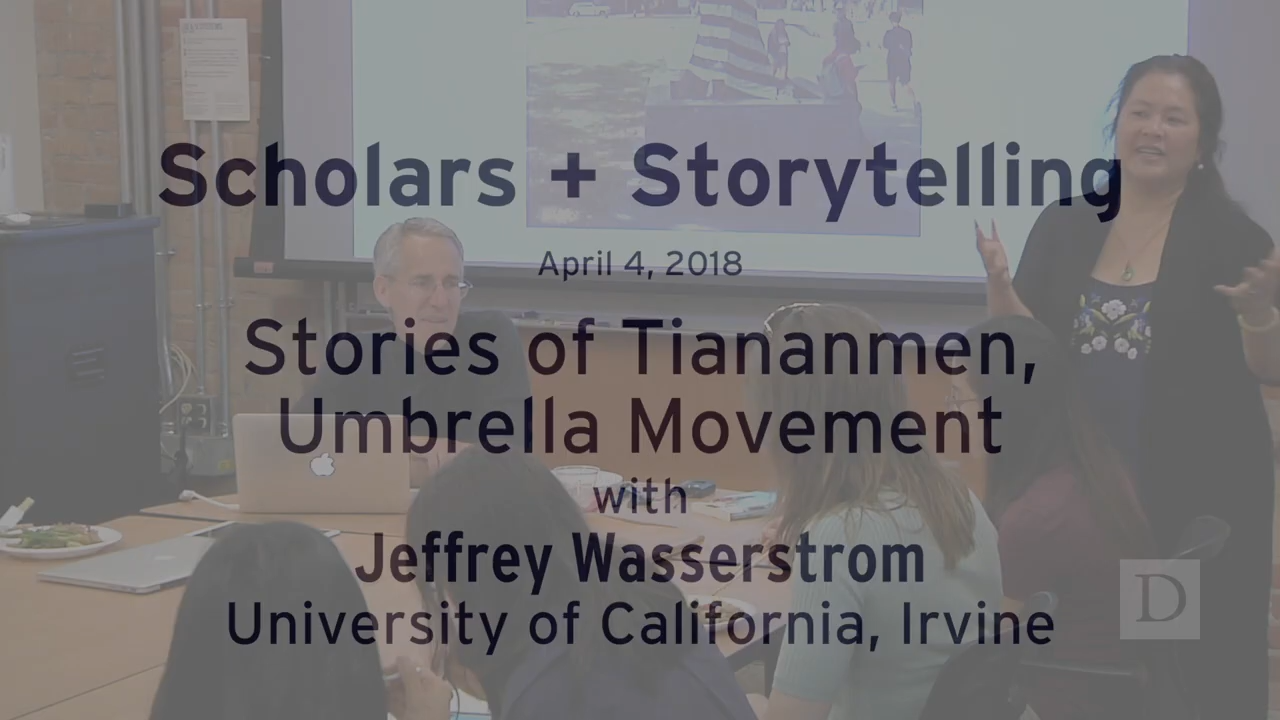 Scholars + Storytelling
April 4, 2018
Stories of Tiananmen,
Umbrella Movement
with
Jeffrey Wasserstrom
University of California, Irvine
D